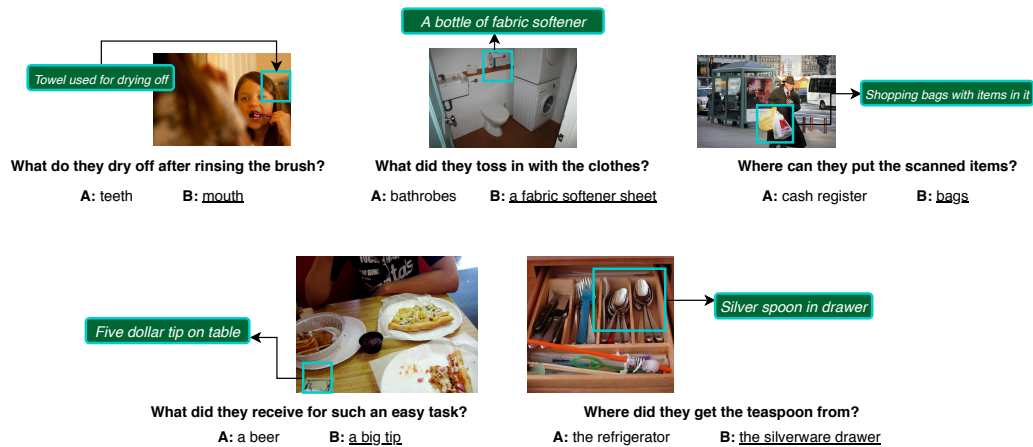 A bottle of fabric softener
Towel used for drying off
Shopping bags with items in it
What do they dry off after rinsing the brush?
A: teeth B: mouth
What did they toss in with the clothes?
A: bathrobes B: a fabric softener sheet
Where can they put the scanned items?
A: cash register B: bags
Five dollar tip on table
Silver spoon in drawer
What did they receive for such an easy task?
A: a beer B: a big tip
Where did they get the teaspoon from?
A: the refrigerator B: the silverware drawer